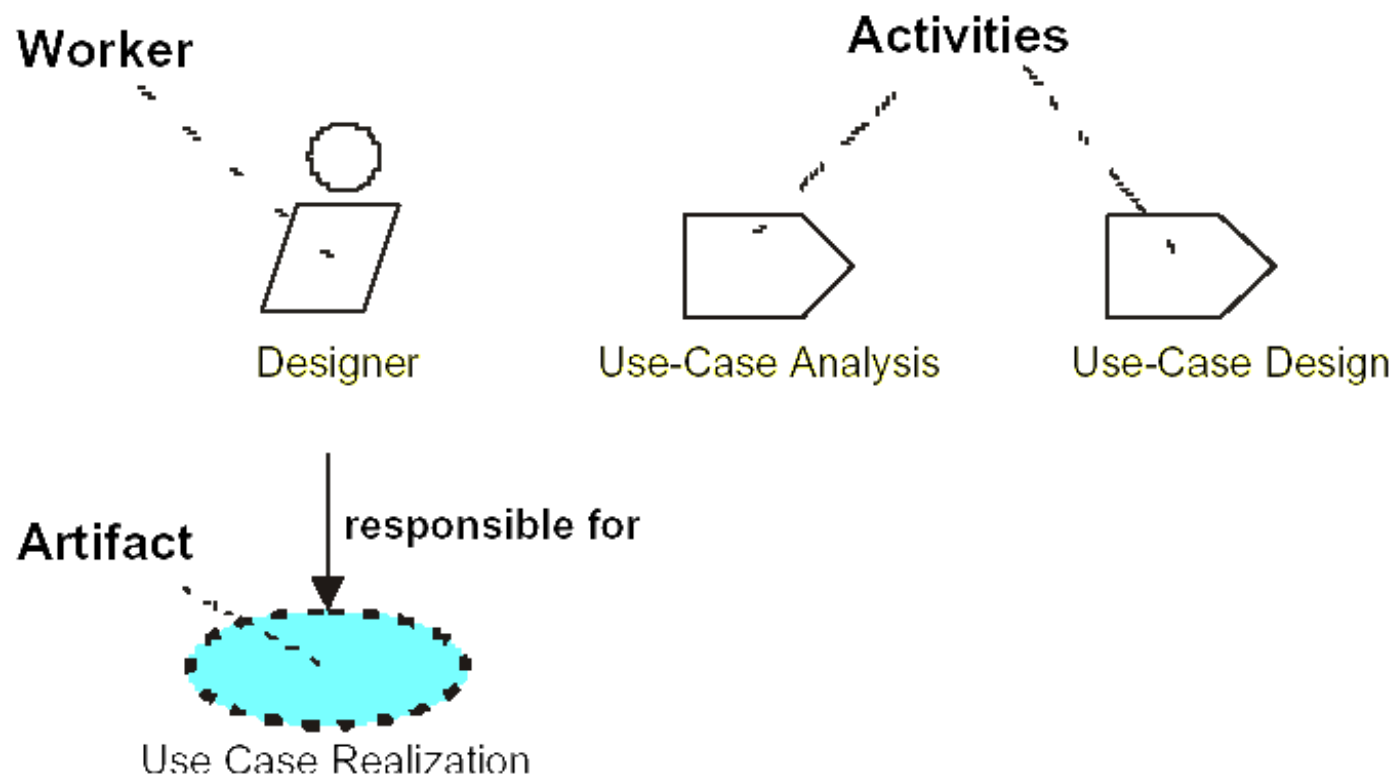 Worker
Activities
Designer
Use-Case Analysis
Use-Case Design
responsible for
Artifact
Use Case Realization